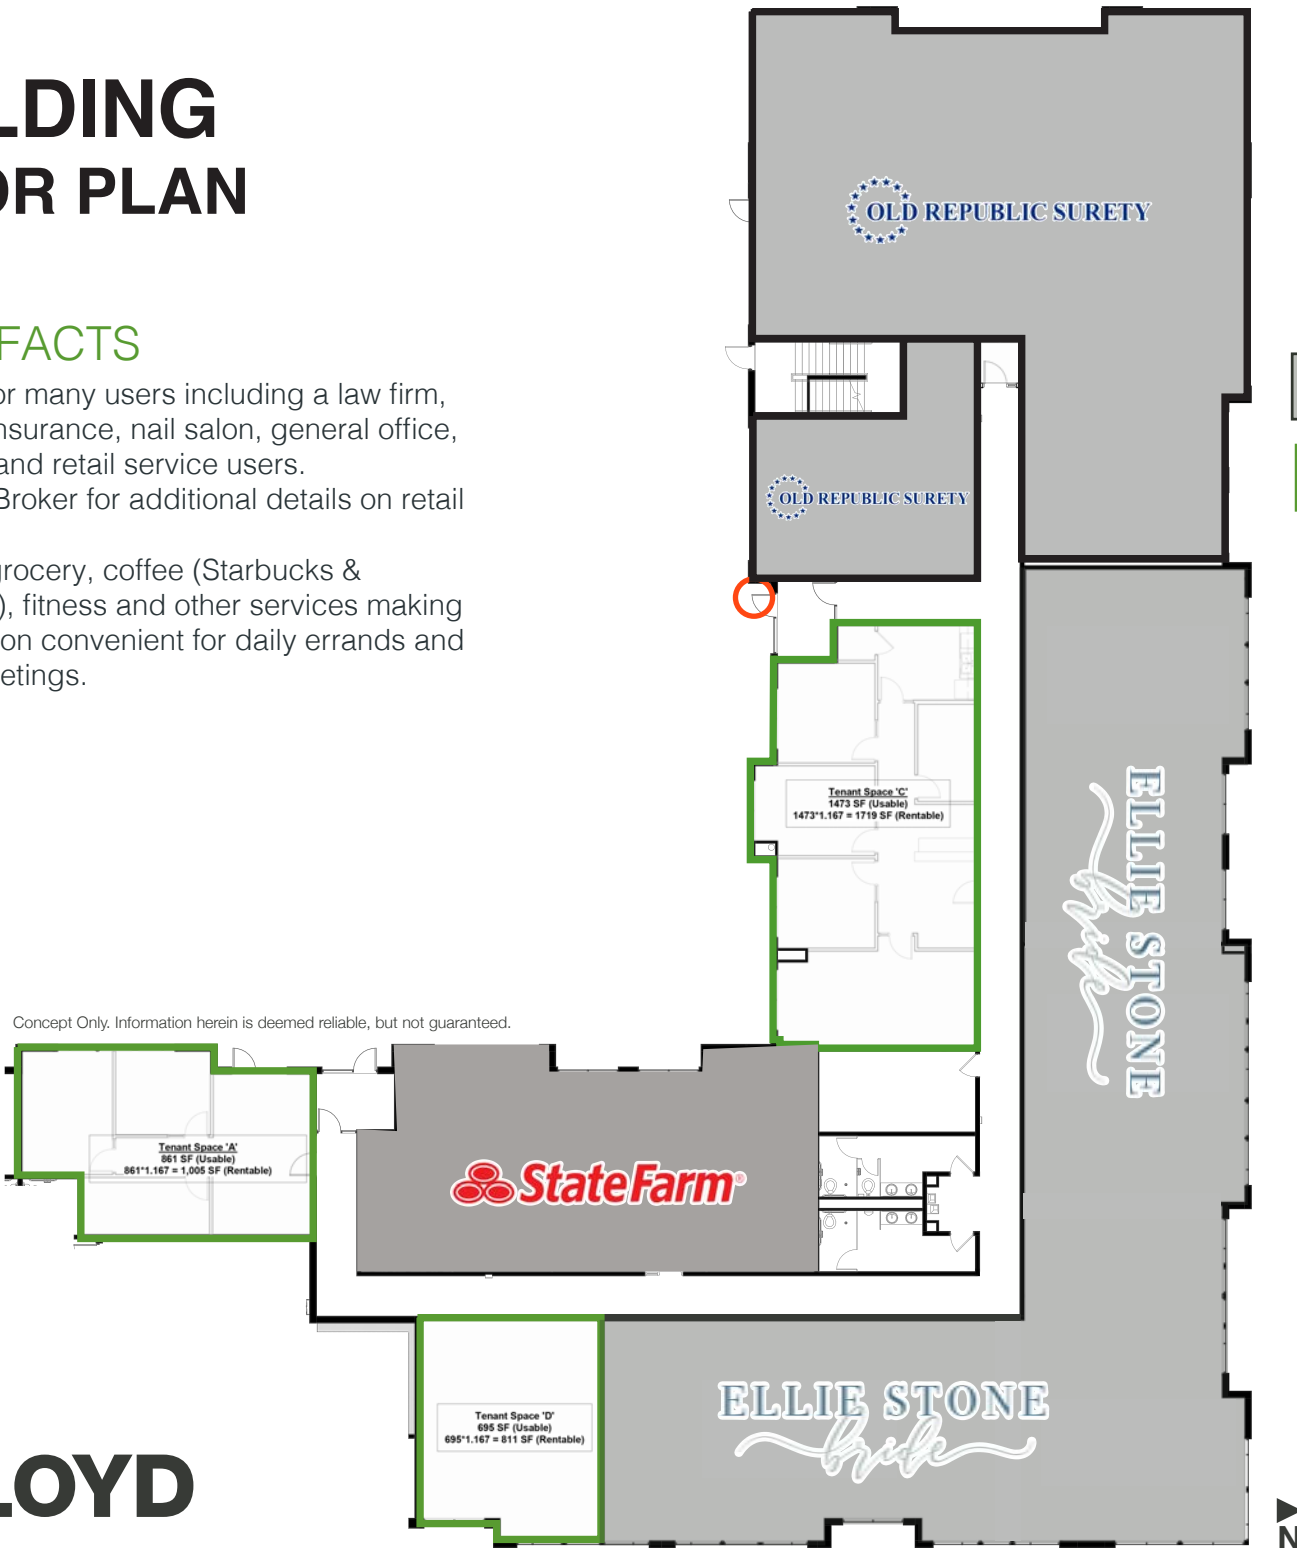 LDING
OR PLAN
FACTS
or many users including a law firm,
nsurance, nail salon, general office,
and retail service users.
Broker for additional details on retail
grocery, coffee (Starbucks &
), fitness and other services making
on convenient for daily errands and
etings.
OLD REPUBLIC SURETY
OLD REPUBLIC SURETY
Tenant Space 'C'
1473 SF (Usable)
1473*1.167 = 1719 SF (Rentable)
ELLIE STONE
bride
Concept Only. Information herein is deemed reliable, but not guaranteed.
Tenant Space 'A'
861 SF (Usable)
861*1.167 = 1,005 SF (Rentable)
StateFarm®
Tenant Space 'D'
695 SF (Usable)
695*1.167 = 811 SF (Rentable)
ELLIE STONE
bride
LOYD
N